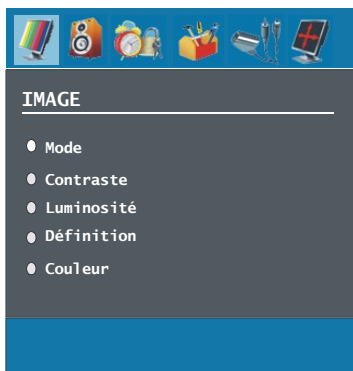 IMAGE
Mode
Contraste
Luminosité
Définition
Couleur